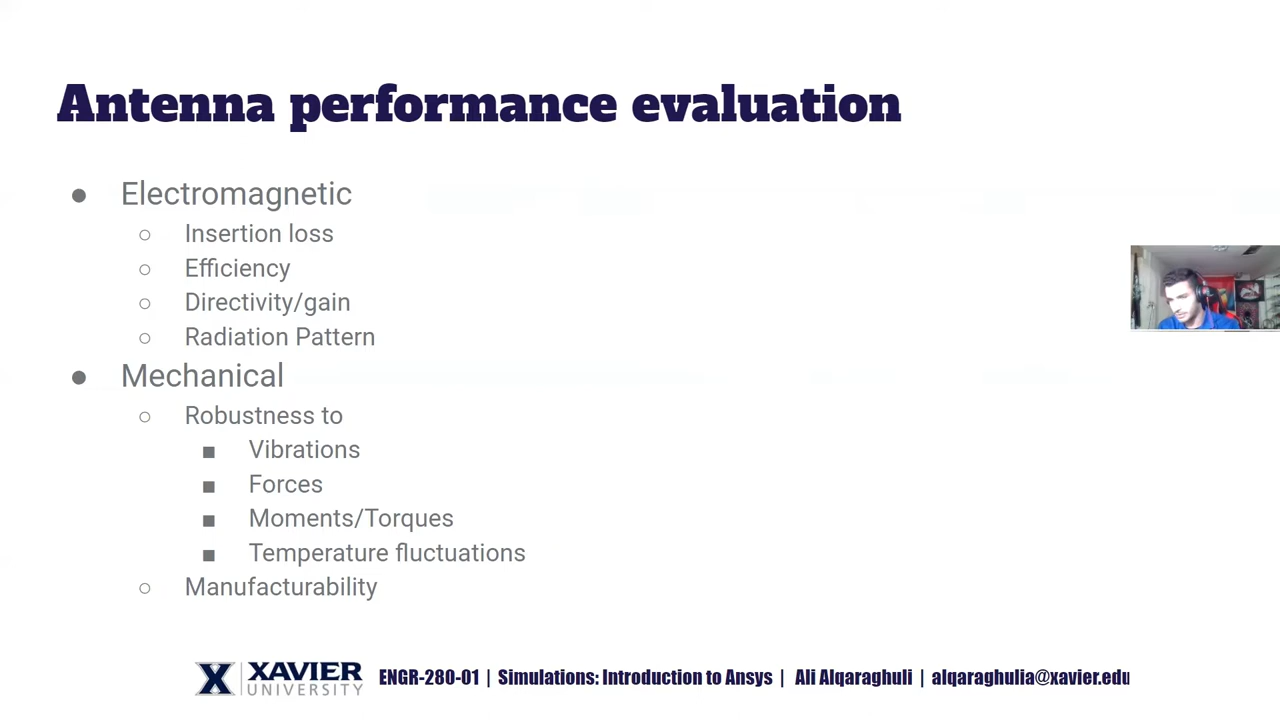 Antenna performance evaluation
● Electromagnetic
○ Insertion loss
○ Efficiency
○ Directivity/gain
○ Radiation Pattern
● Mechanical
○ Robustness to
■ Vibrations
■ Forces
■ Moments/Torques
■ Temperature fluctuations
○ Manufacturability
X XAVIER UNIVERSITY
ENGR-280-01 | Simulations: Introduction to Ansys | Ali Alqaraghuli | alqaraghulia@xavier.edu